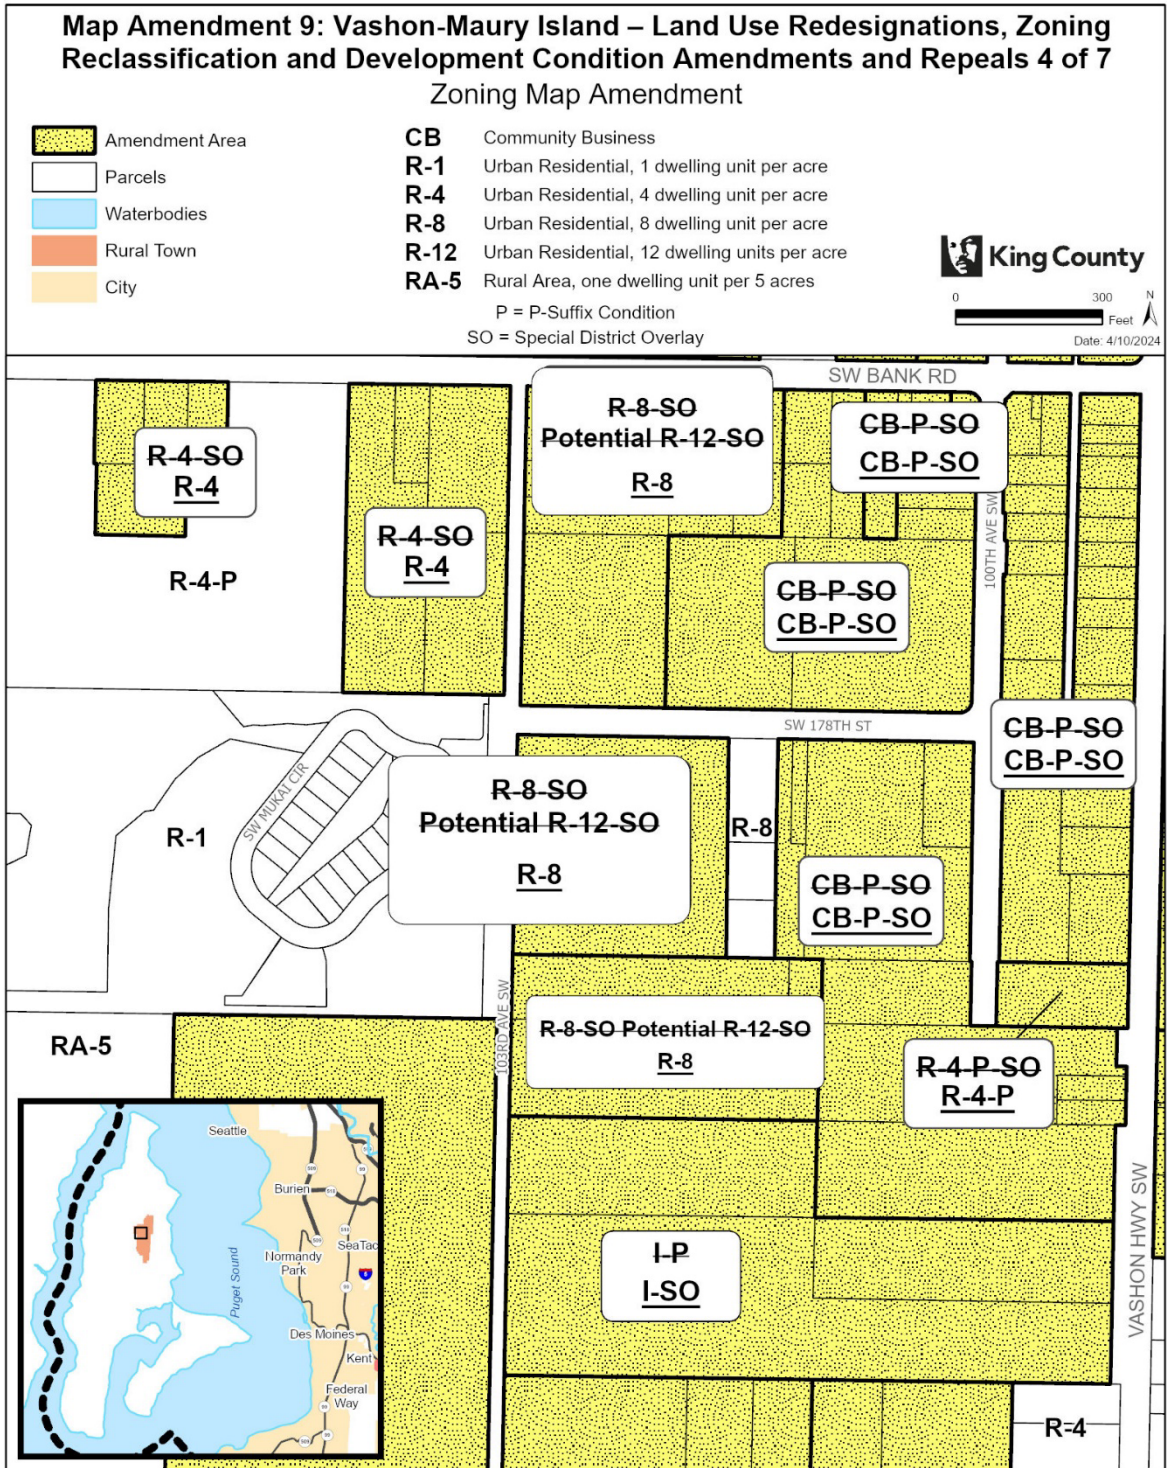 Map Amendment 9: Vashon-Maury Island – Land Use Redesignations, Zoning
Reclassification and Development Condition Amendments and Repeals 4 of 7
Zoning Map Amendment
Amendment Area
Parcels
Waterbodies
Rural Town
City
CB Community Business
R-1 Urban Residential, 1 dwelling unit per acre
R-4 Urban Residential, 4 dwelling unit per acre
R-8 Urban Residential, 8 dwelling unit per acre
R-12 Urban Residential, 12 dwelling units per acre
RA-5 Rural Area, one dwelling unit per 5 acres
P = P-Suffix Condition
SO = Special District Overlay
King County
0 300
Feet
N
Date: 4/10/2024
SW BANK RD
R-4-SO
R-4
R-4-P
R-4-SO
R-4
R-8-SO
Potential R-12-SO
R-8
CB-P-SO
CB-P-SO
100TH AVE SW
CB-P-SO
CB-P-SO
SW 178TH ST
CB-P-SO
CB-P-SO
SW MUKAI CIR
R-1
R-8-SO
Potential R-12-SO
R-8
R-8
CB-P-SO
CB-P-SO
103RD AVE SW
RA-5
R-8-SO Potential R-12-SO
R-8
R-4-P-SO
R-4-P
I-P
I-SO
VASHON HWY SW
R-4
Seattle
Burien
Normandy
Park
SeaTac
Puget Sound
Des Moines
Kent
Federal
Way